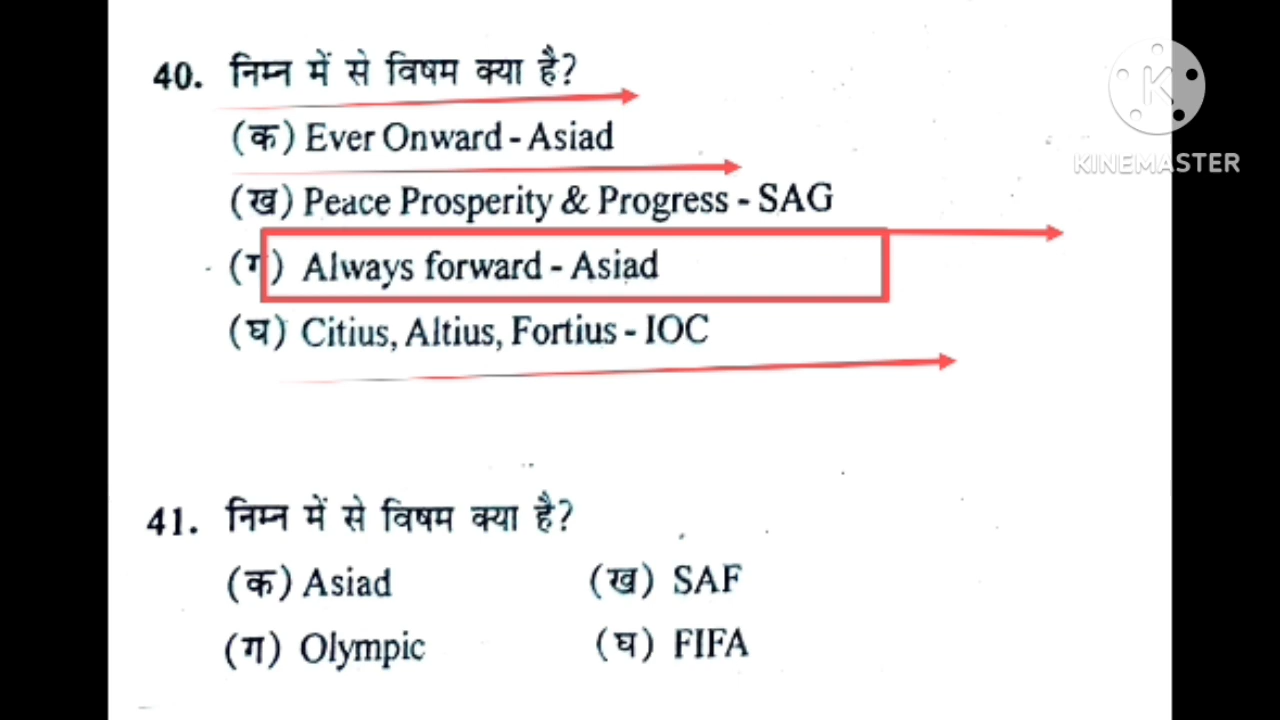 40. निम्न में से विषम क्या है?
(क) Ever Onward - Asiad
(ख) Peace Prosperity & Progress - SAG
(ग) Always forward - Asiad
(घ) Citius, Altius, Fortius - IOC
K
KINEMASTER
41. निम्न में से विषम क्या है?
(क) Asiad (ख) SAF
(ग) Olympic (घ) FIFA